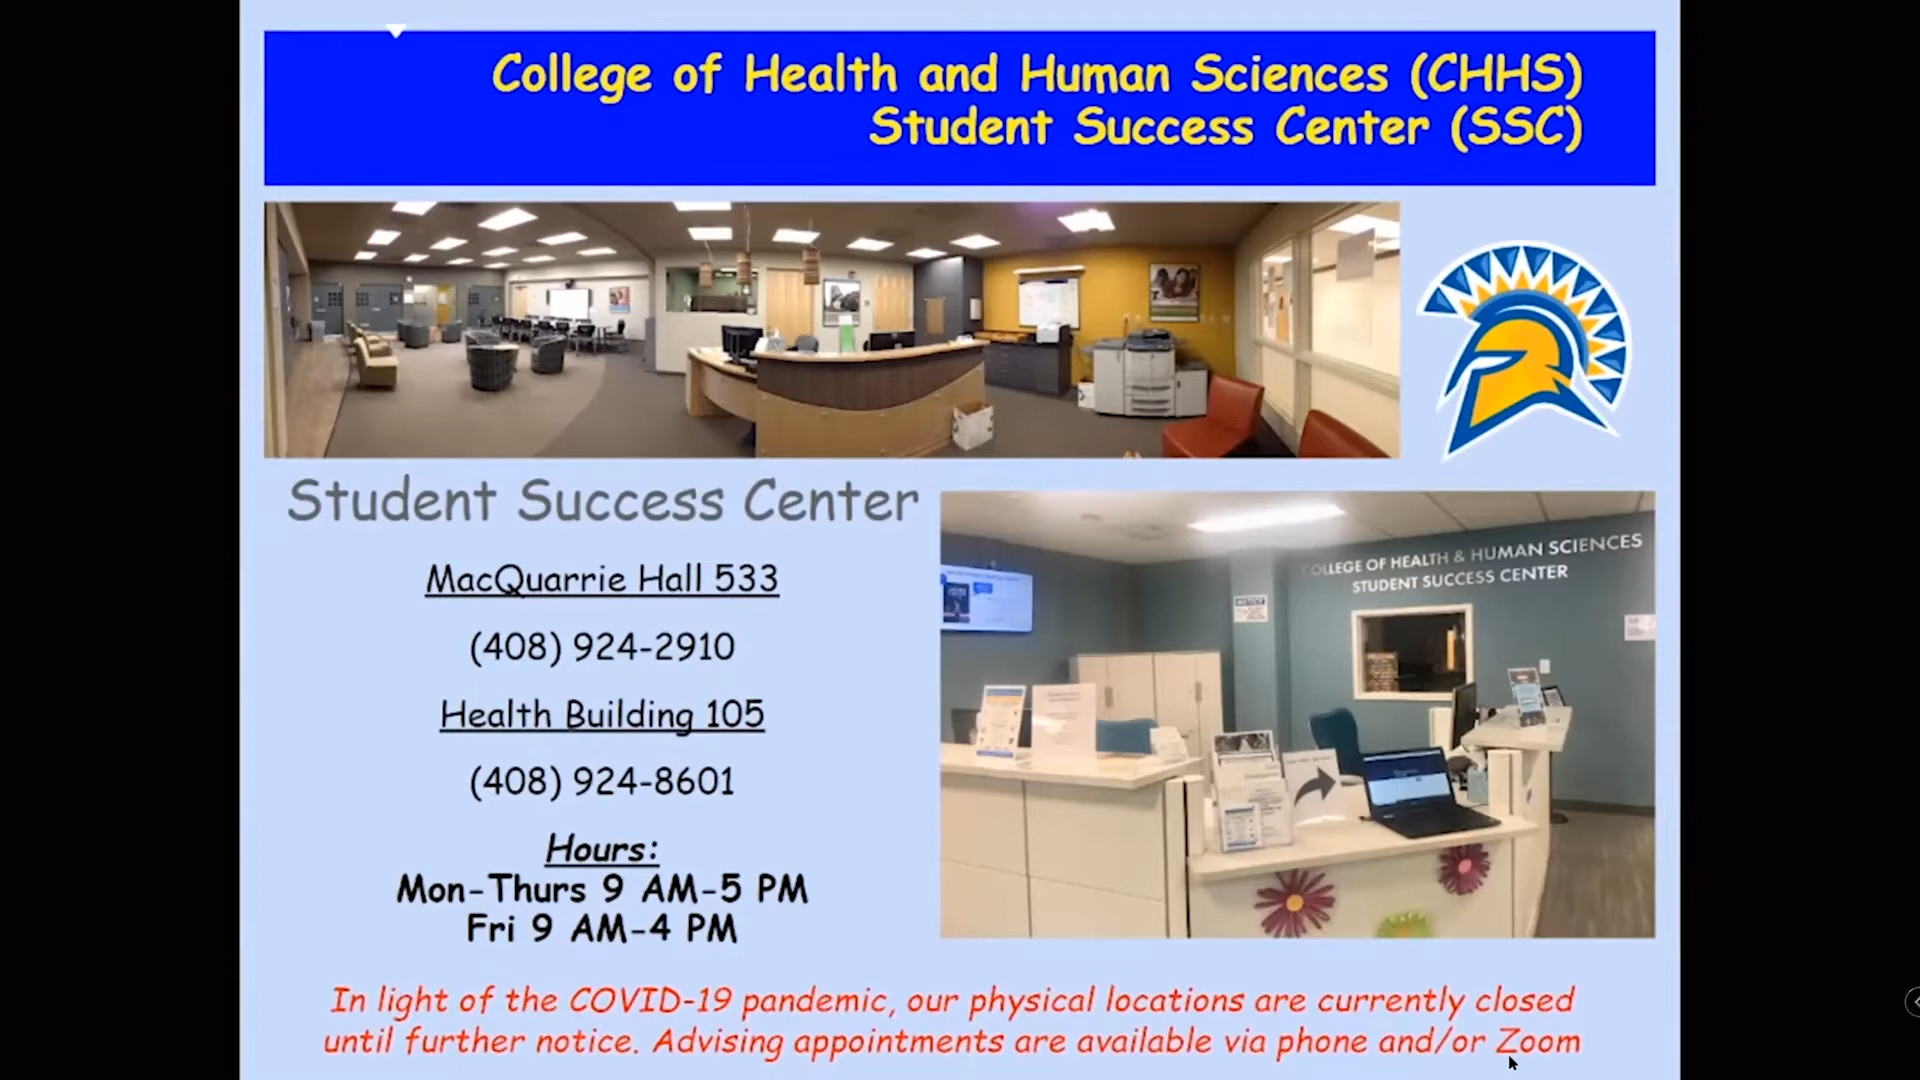 College of Health and Human Sciences (CHHS)
Student Success Center (SSC)
Student Success Center
MacQuarrie Hall 533
(408) 924-2910
Health Building 105
(408) 924-8601
Hours:
Mon-Thurs 9 AM-5 PM
Fri 9 AM-4 PM
COLLEGE OF HEALTH & HUMAN SCIENCES
STUDENT SUCCESS CENTER
In light of the COVID-19 pandemic, our physical locations are currently closed
until further notice. Advising appointments are available via phone and/or Zoom